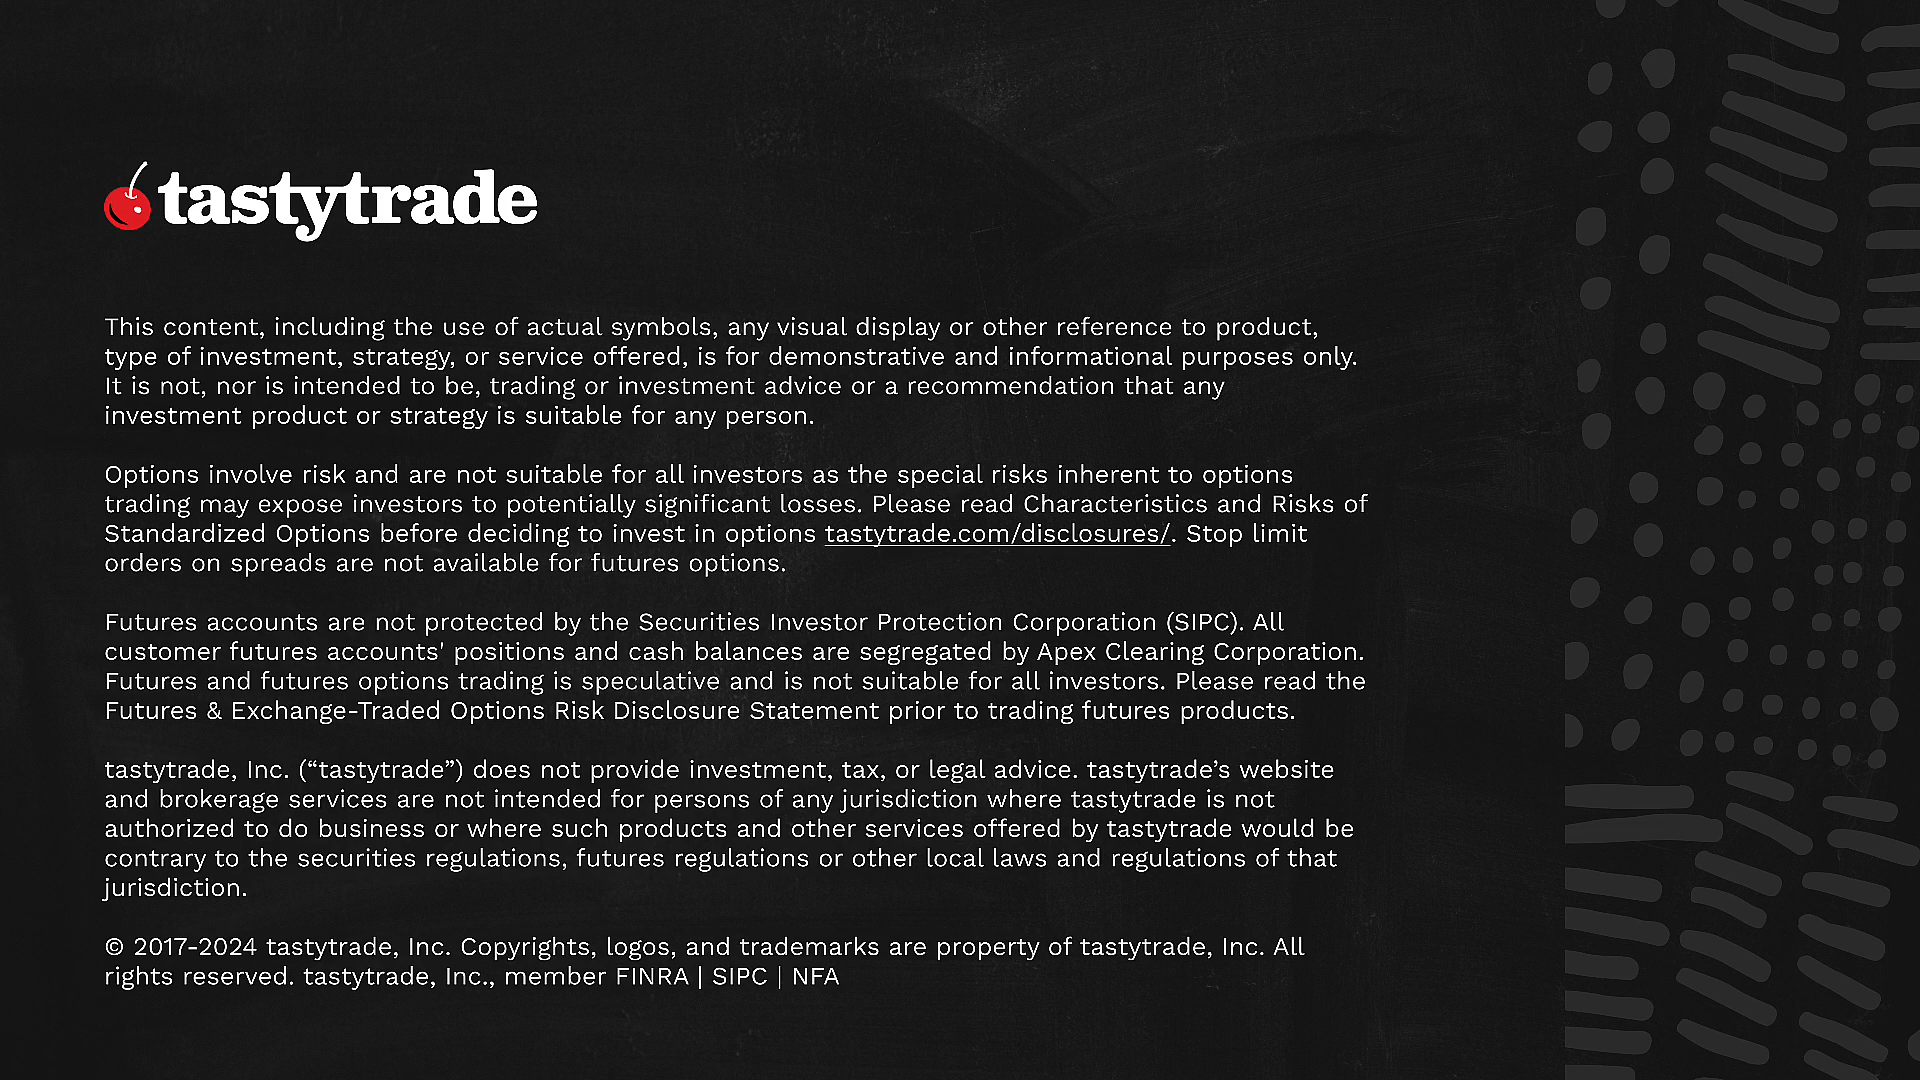 tastytrade
This content, including the use of actual symbols, any visual display or other reference to product,
type of investment, strategy, or service offered, is for demonstrative and informational purposes only.
It is not, nor is intended to be, trading or investment advice or a recommendation that any
investment product or strategy is suitable for any person.
Options involve risk and are not suitable for all investors as the special risks inherent to options
trading may expose investors to potentially significant losses. Please read Characteristics and Risks of
Standardized Options before deciding to invest in options tastytrade.com/disclosures/. Stop limit
orders on spreads are not available for futures options.
Futures accounts are not protected by the Securities Investor Protection Corporation (SIPC). All
customer futures accounts' positions and cash balances are segregated by Apex Clearing Corporation.
Futures and futures options trading is speculative and is not suitable for all investors. Please read the
Futures & Exchange-Traded Options Risk Disclosure Statement prior to trading futures products.
tastytrade, Inc. (“tastytrade”) does not provide investment, tax, or legal advice. tastytrade’s website
and brokerage services are not intended for persons of any jurisdiction where tastytrade is not
authorized to do business or where such products and other services offered by tastytrade would be
contrary to the securities regulations, futures regulations or other local laws and regulations of that
jurisdiction.
© 2017-2024 tastytrade, Inc. Copyrights, logos, and trademarks are property of tastytrade, Inc. All
rights reserved. tastytrade, Inc., member FINRA | SIPC | NFA